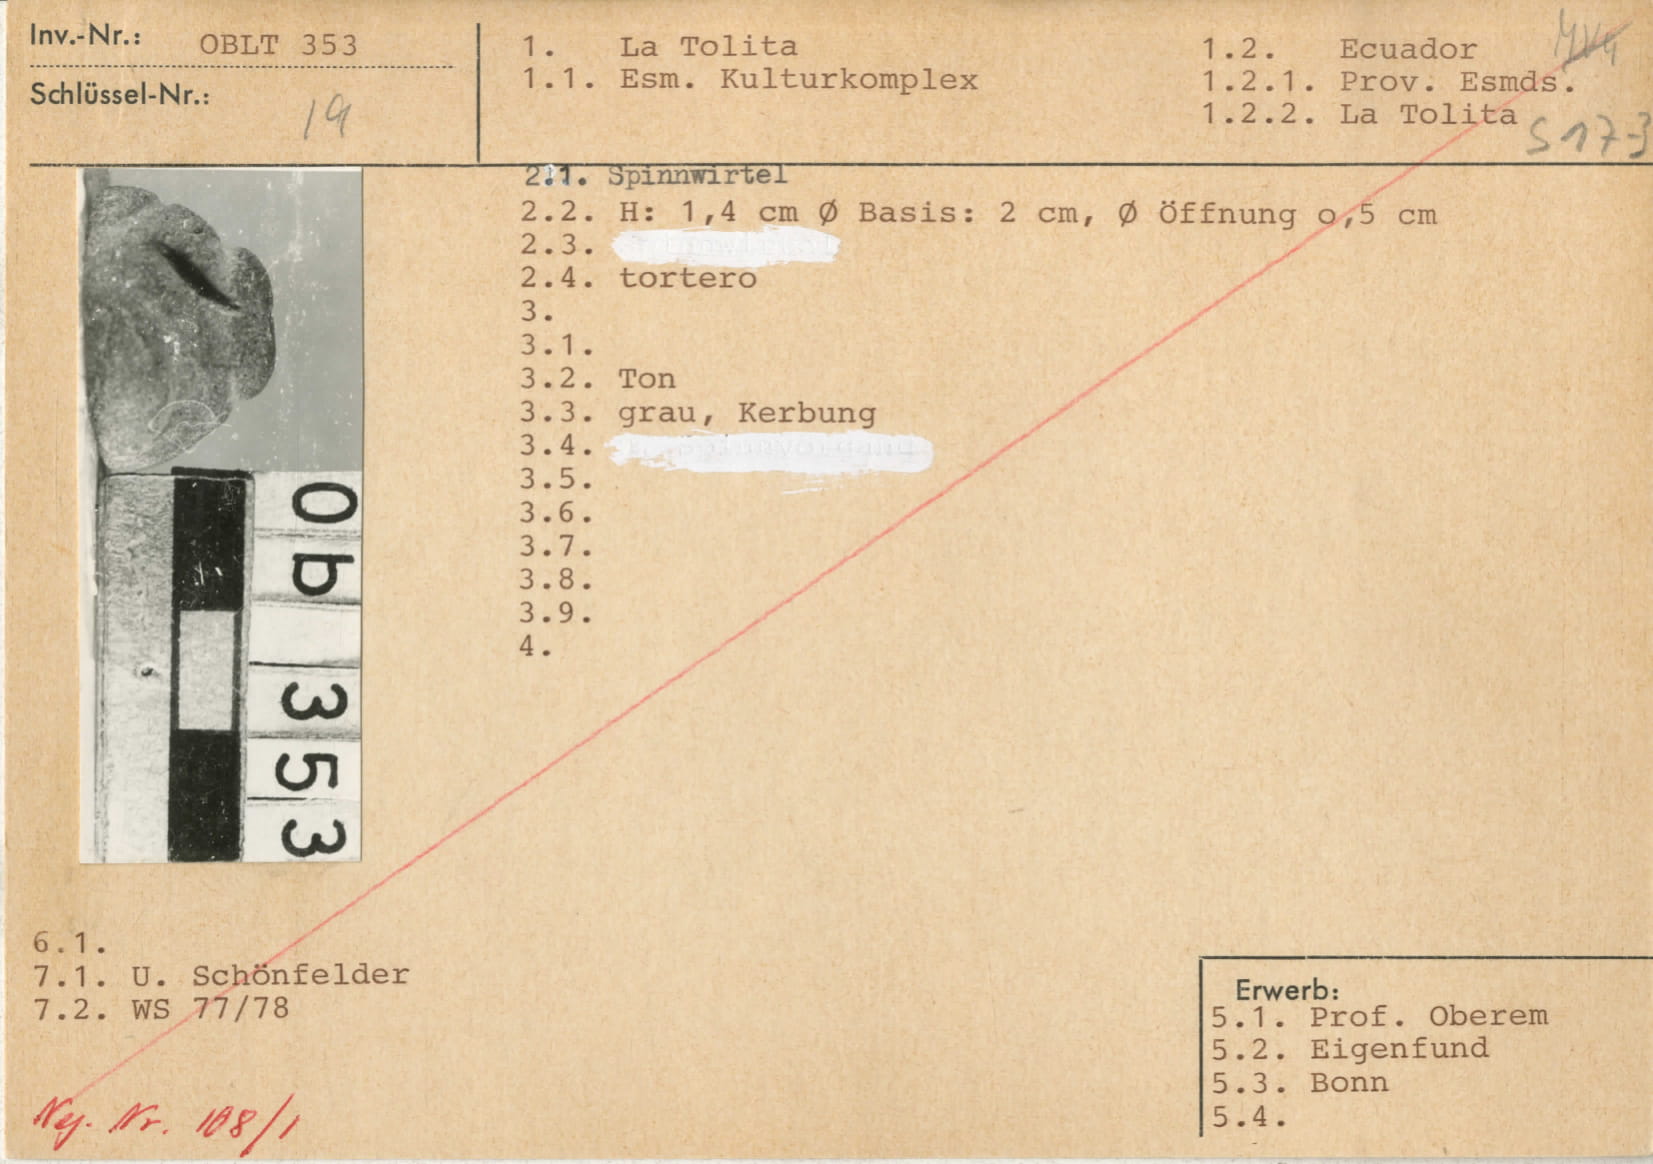 Inv.-Nr.: OBLT 353
Schlüssel-Nr.: 19
1. La Tolita
1.1. Esm. Kulturkomplex
1.2. Ecuador
1.2.1. Prov. Esmds.
1.2.2. La Tolita
S 17-3
2.1. Spinnwirtel
2.2. H: 1,4 cm Ø Basis: 2 cm, Ø Öffnung o,5 cm
2.3.
2.4. tortero
3.
3.1.
3.2. Ton
3.3. grau, Kerbung
3.4.
3.5.
3.6.
3.7.
3.8.
3.9.
4.
Ob 353
6.1.
7.1. U. Schönfelder
7.2. WS 77/78
Neg. Nr. 108/1
Erwerb:
5.1. Prof. Oberem
5.2. Eigenfund
5.3. Bonn
5.4.